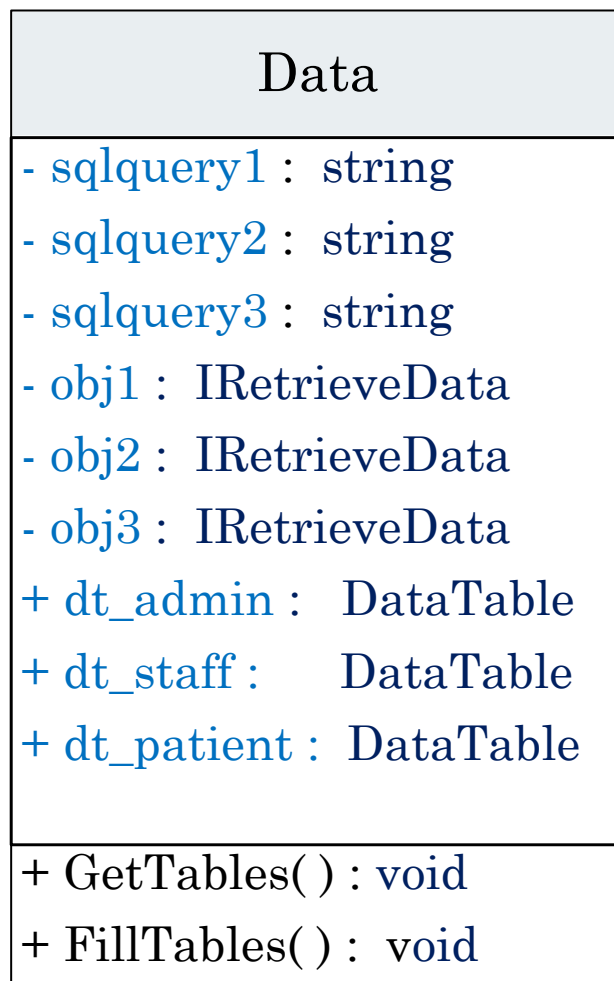 Data
- sqlquery1 : string
- sqlquery2 : string
- sqlquery3 : string
- obj1 : IRetrieveData
- obj2 : IRetrieveData
- obj3 : IRetrieveData
+ dt_admin : DataTable
+ dt_staff : DataTable
+ dt_patient : DataTable
+ GetTables( ) : void
+ FillTables( ) : void